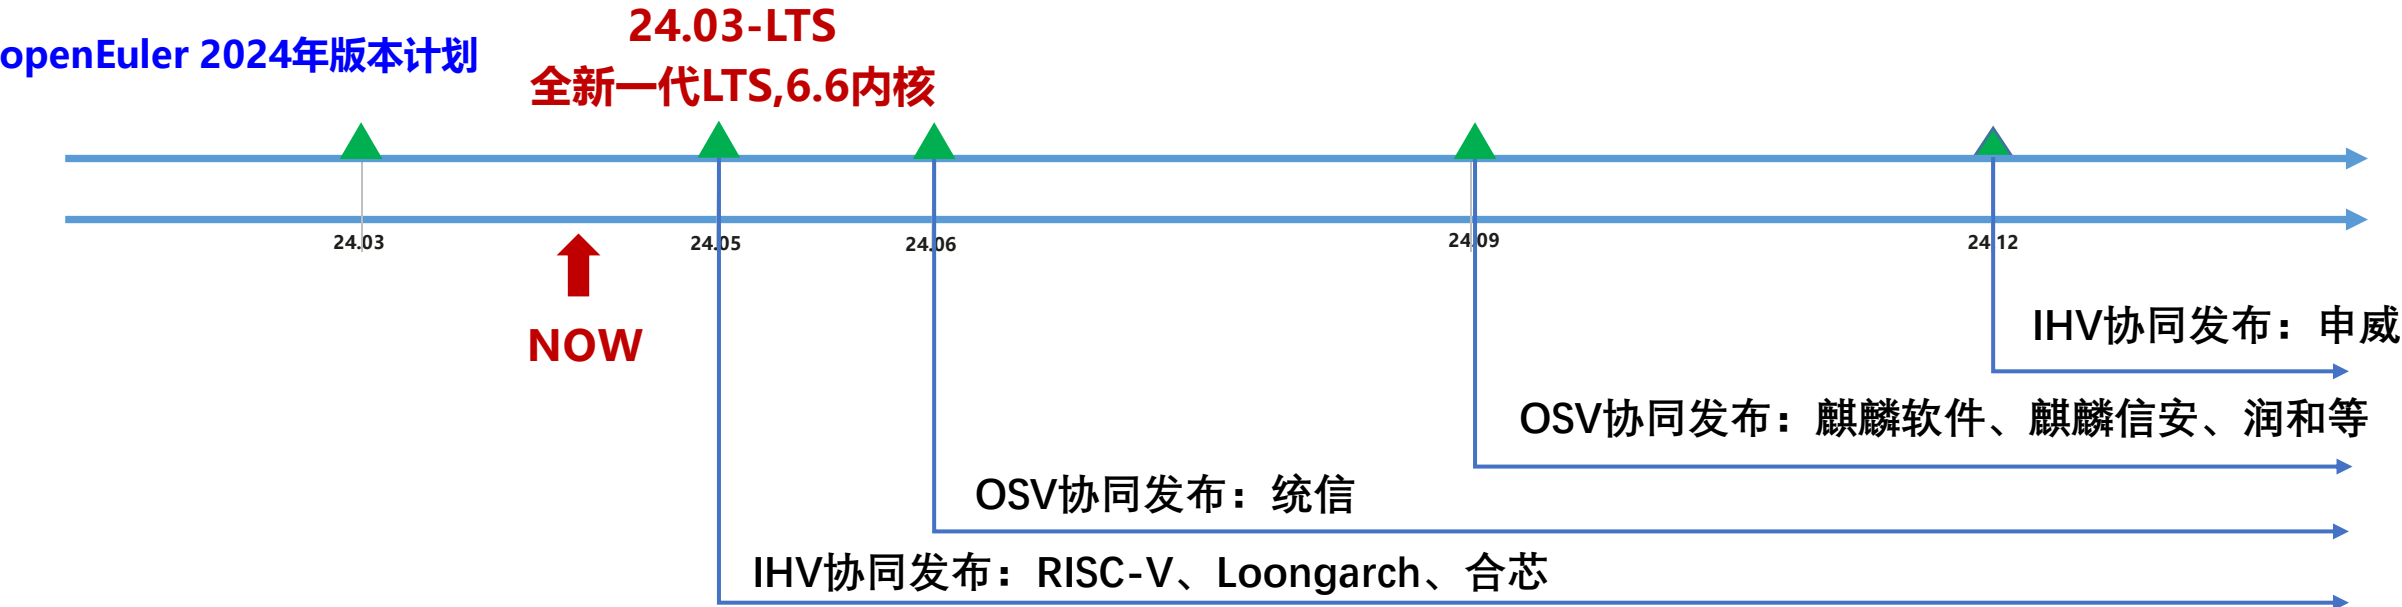 24.03-LTS
openEuler 2024年版本计划
全新一代LTS,6.6内核
24.03
24.05
24.06
24.09
24.12
NOW
IHV协同发布：申威
OSV协同发布：麒麟软件、麒麟信安、润和等
OSV协同发布：统信
IHV协同发布：RISC-V、Loongarch、合芯